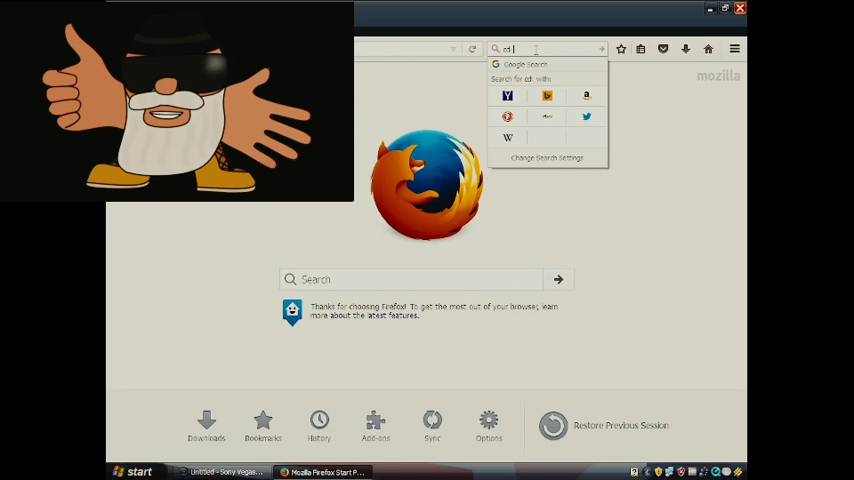 cdi
Google Search
Search for cdi with:
Change Search Settings
mozilla
Search
Thanks for choosing Firefox! To get the most out of your browser, learn
more about the latest features.
Downloads
Bookmarks
History
Add-ons
Sync
Options
Restore Previous Session
start
Untitled - Sony Vegas...
Mozilla Firefox Start P...